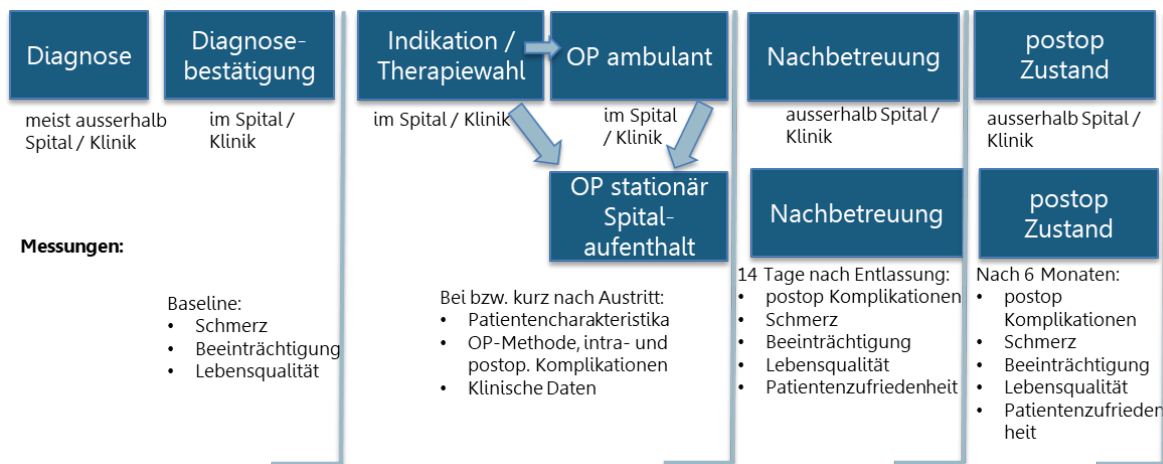 Diagnose
meist ausserhalb
Spital / Klinik
Diagnose-
bestätigung
im Spital /
Klinik
Indikation /
Therapiewahl
im Spital / Klinik
OP ambulant
im Spital
/ Klinik
OP stationär
Spital-
aufenthalt
Nachbetreuung
ausserhalb Spital /
Klinik
Nachbetreuung
postop
Zustand
ausserhalb Spital /
Klinik
postop
Zustand
Messungen:
Baseline:
• Schmerz
• Beeinträchtigung
• Lebensqualität
Bei bzw. kurz nach Austritt:
• Patientencharakteristika
• OP-Methode, intra- und
postop. Komplikationen
• Klinische Daten
14 Tage nach Entlassung:
• postop Komplikationen
• Schmerz
• Beeinträchtigung
• Lebensqualität
• Patientenzufriedenheit
Nach 6 Monaten:
• postop
Komplikationen
• Schmerz
• Beeinträchtigung
• Lebensqualität
• Patientenzufrieden
heit